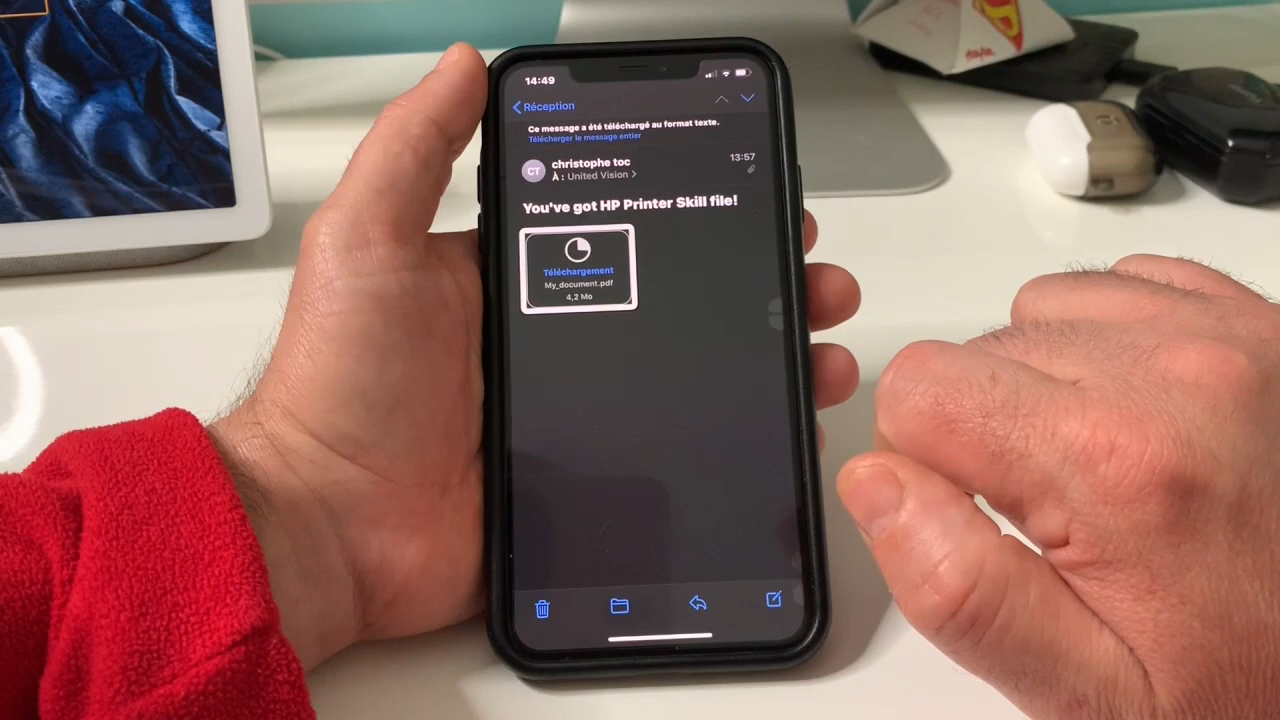 14:49
Réception
Ce message a été téléchargé au format texte.
Télécharger le message entier
CT
christophe toc
13:57
À : United Vision
You've got HP Printer Skill file!
Téléchargement
My_document.pdf
4,2 Mo